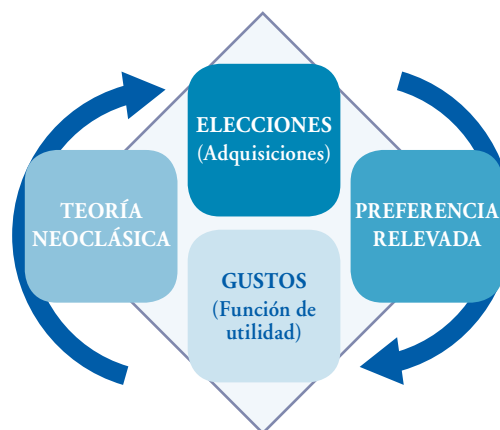 ELECCIONES
(Adquisiciones)
TEORÍA
NEOCLÁSICA
PREFERENCIA
RELEVADA
GUSTOS
(Función de
utilidad)